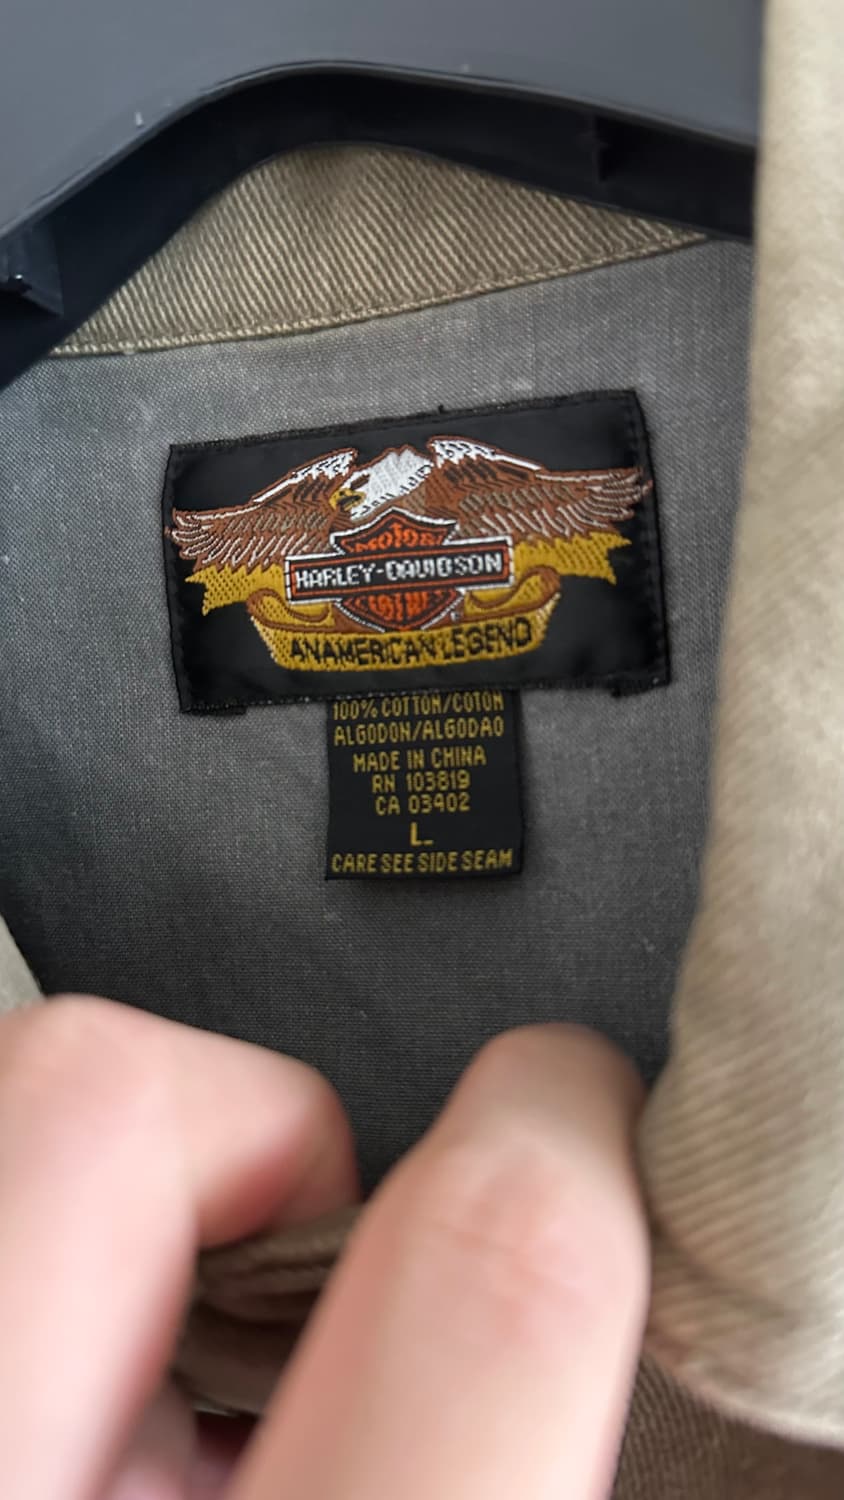 MOTOR
HARLEY-DAVIDSON
AN AMERICAN LEGEND
100% COTTON/COTON
ALGODON/ALGODAO
MADE IN CHINA
RN 103819
CA 03402
L
CARE SEE SIDE SEAM